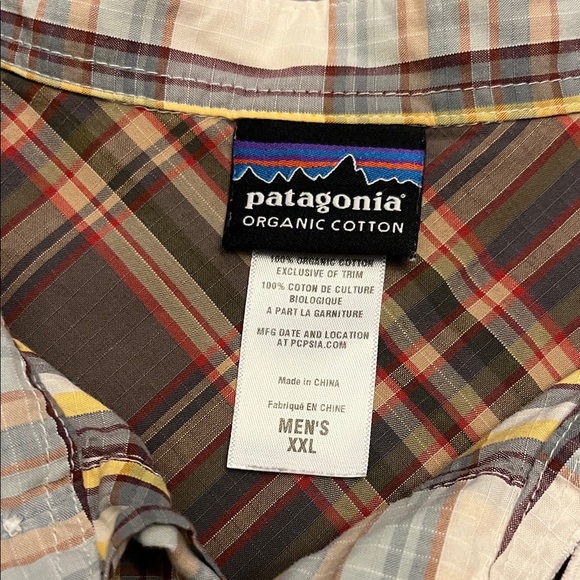 patagonia®
ORGANIC COTTON
100% ORGANIC COTTON
EXCLUSIVE OF TRIM
100% COTON DE CULTURE
BIOLOGIQUE
A PART LA GARNITURE
MFG DATE AND LOCATION
AT PCPSIA.COM
Made in CHINA
Fabriqué EN CHINE
MEN'S
XXL